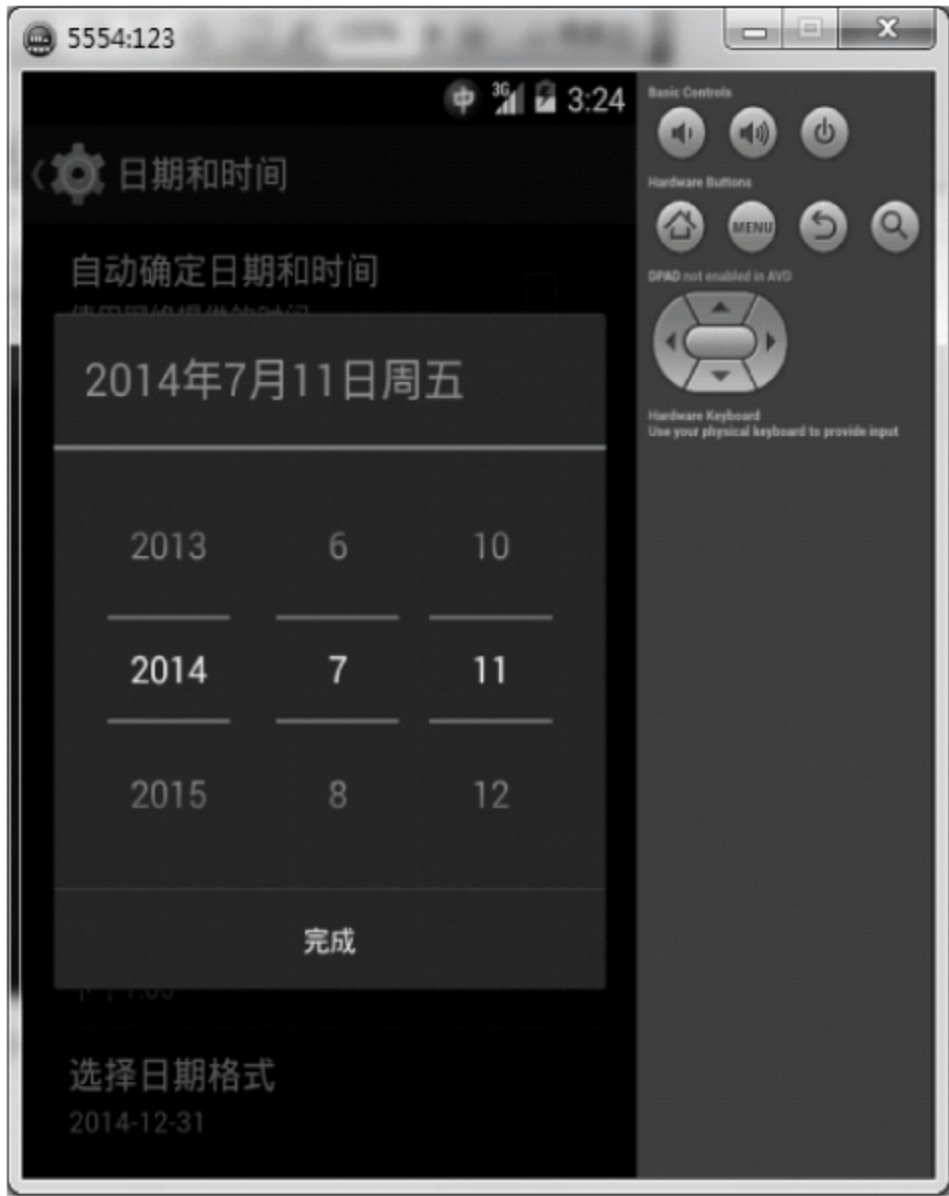 5554:123
中 3G 3:24
日期和时间
自动确定日期和时间
2014年7月11日周五
2013 6 10
2014 7 11
2015 8 12
完成
选择日期格式
2014-12-31
Basic Controls
Hardware Buttons
MENU
DPAD not enabled in AVD
Hardware Keyboard
Use your physical keyboard to provide input